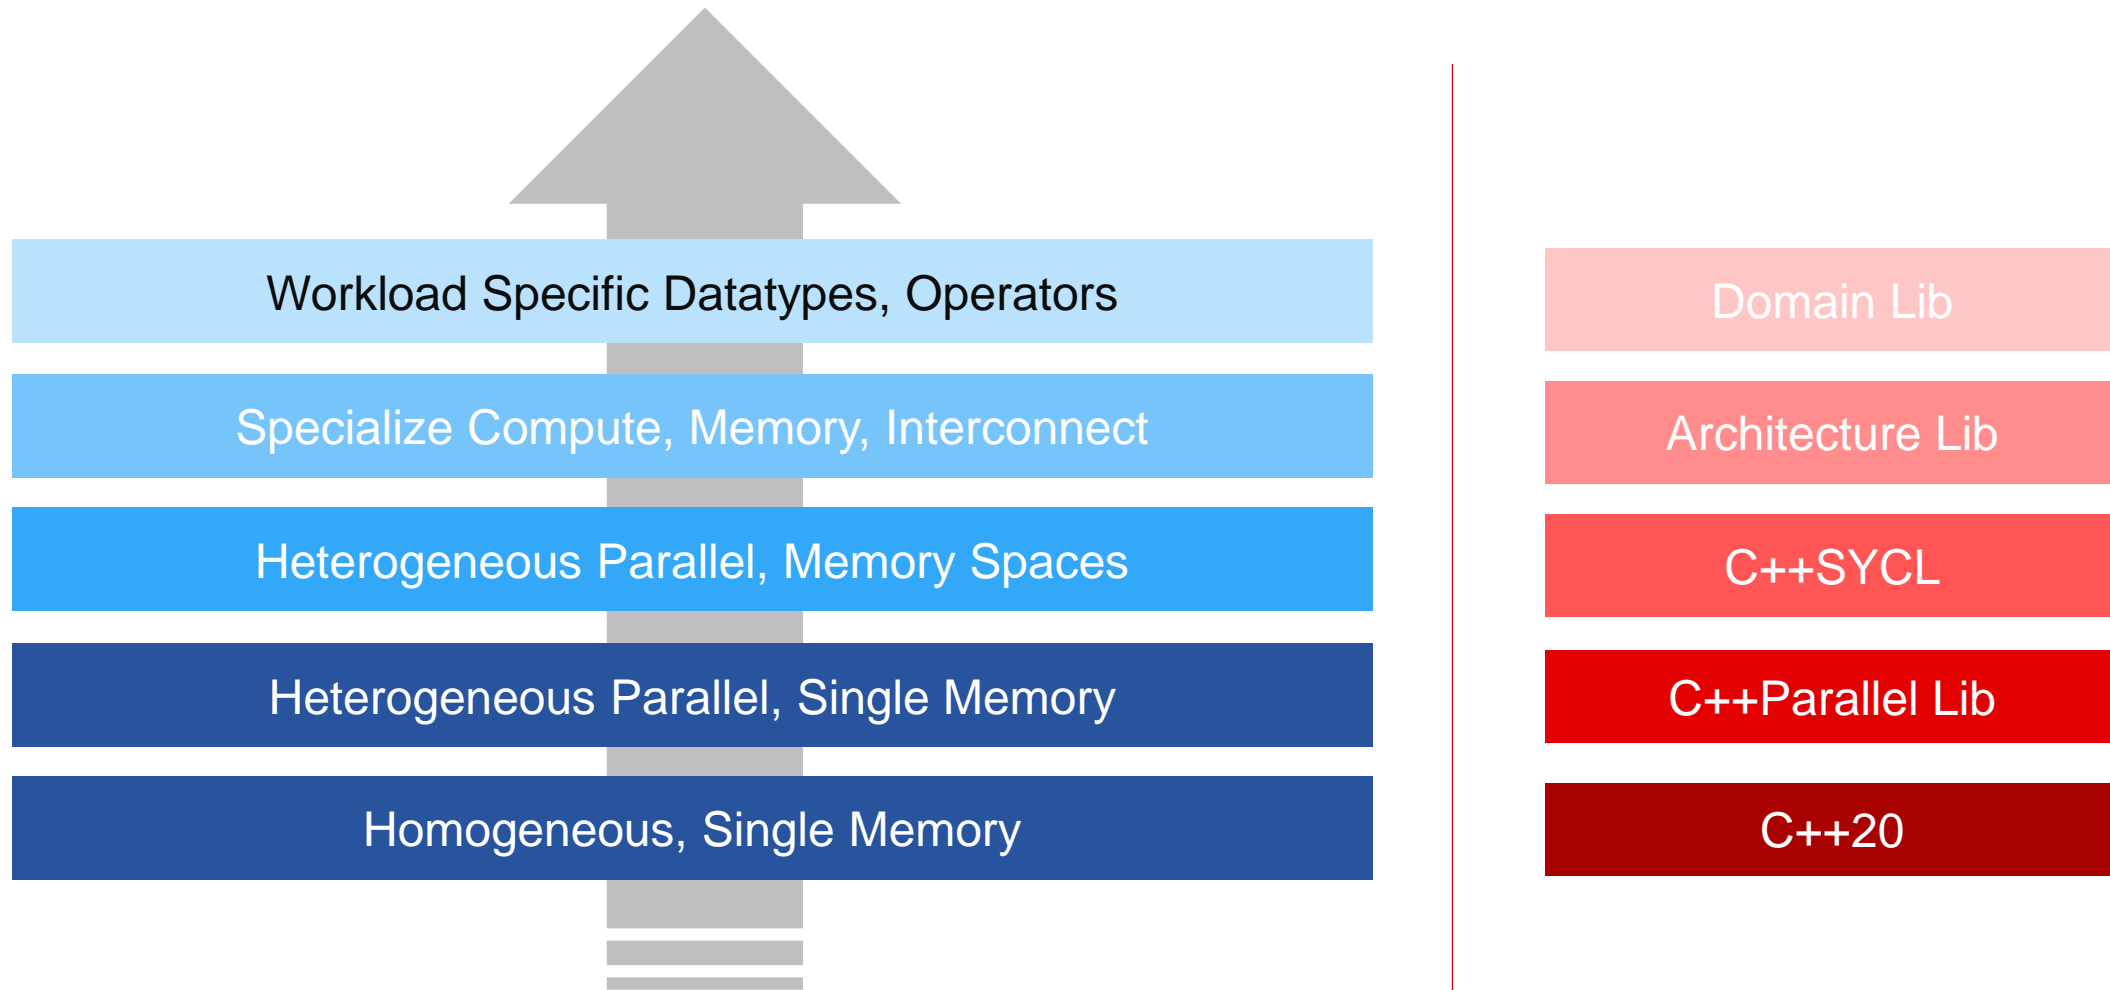 Workload Specific Datatypes, Operators
Domain Lib
Specialize Compute, Memory, Interconnect
Architecture Lib
Heterogeneous Parallel, Memory Spaces
C++SYCL
Heterogeneous Parallel, Single Memory
C++Parallel Lib
Homogeneous, Single Memory
C++20